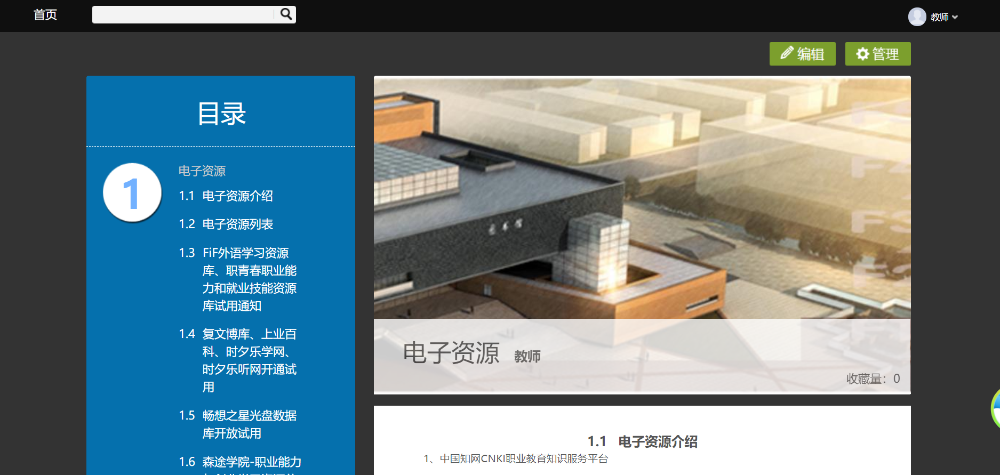 首页
教师
编辑
管理
目录
1
电子资源
1.1 电子资源介绍
1.2 电子资源列表
1.3 FiF外语学习资源
库、职青春职业能
力和就业技能资源
库试用通知
1.4 复文博库、上业百
科、时夕乐学网、
时夕乐听网开通试
用
1.5 畅想之星光盘数据
库开放试用
1.6 森途学院-职业能力
电子资源 教师
收藏量：0
1.1 电子资源介绍
1、中国知网CNKI职业教育知识服务平台